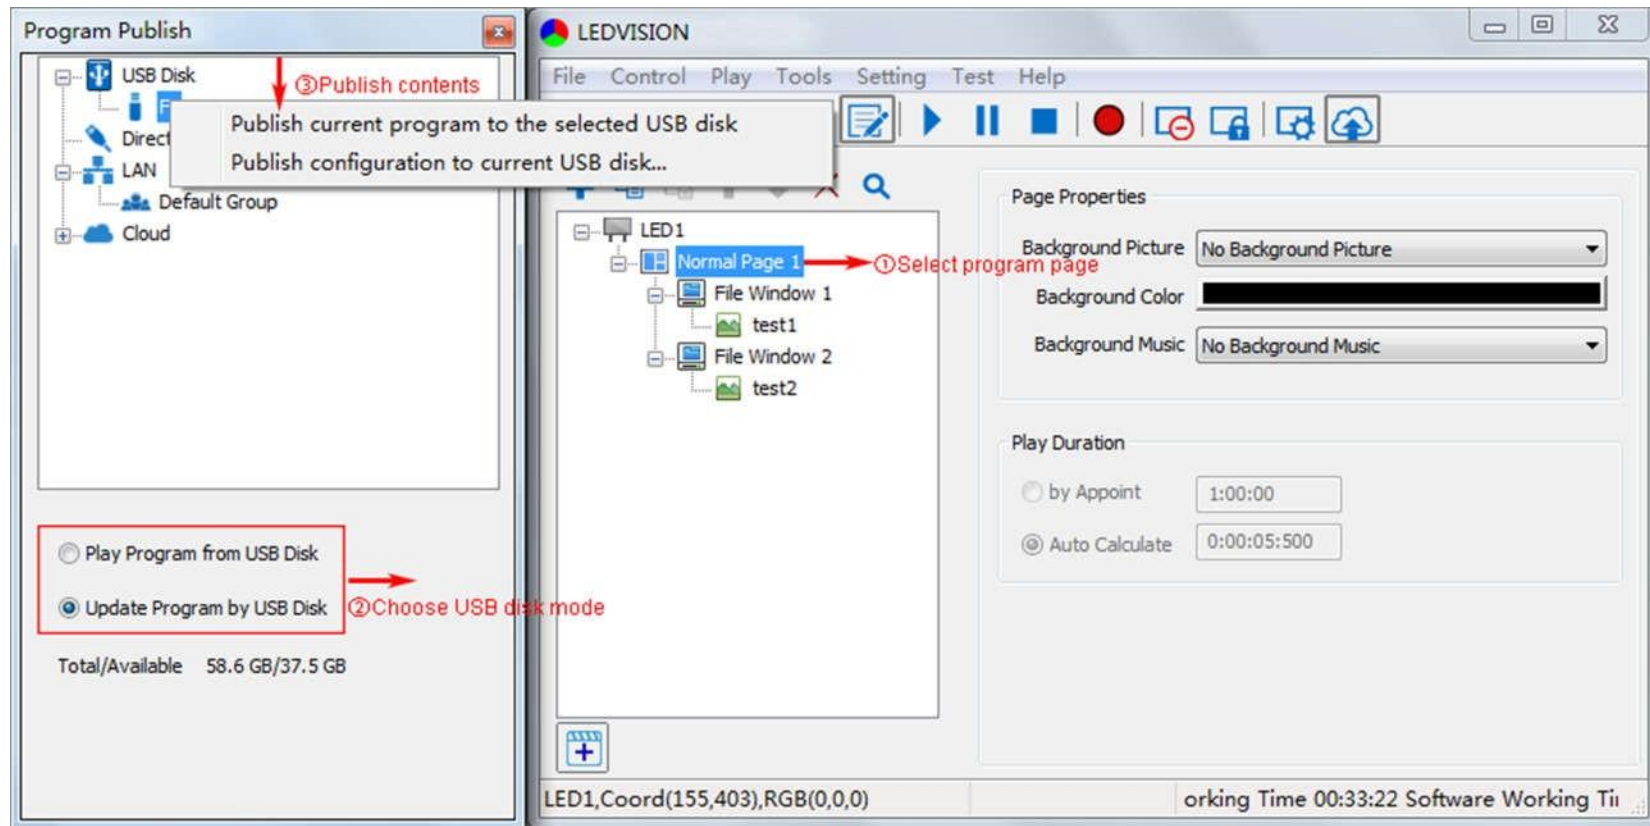 Program Publish
USB Disk
③Publish contents
Publish current program to the selected USB disk
Publish configuration to current USB disk...
Direct
LAN
Default Group
Cloud
Play Program from USB Disk
Update Program by USB Disk
②Choose USB disk mode
Total/Available 58.6 GB/37.5 GB
LEDVISION
File Control Play Tools Setting Test Help
LED1
Normal Page 1
①Select program page
File Window 1
test1
File Window 2
test2
Page Properties
Background Picture No Background Picture
Background Color
Background Music No Background Music
Play Duration
by Appoint 1:00:00
Auto Calculate 0:00:05:500
LED1,Coord(155,403),RGB(0,0,0)
orking Time 00:33:22 Software Working Ti